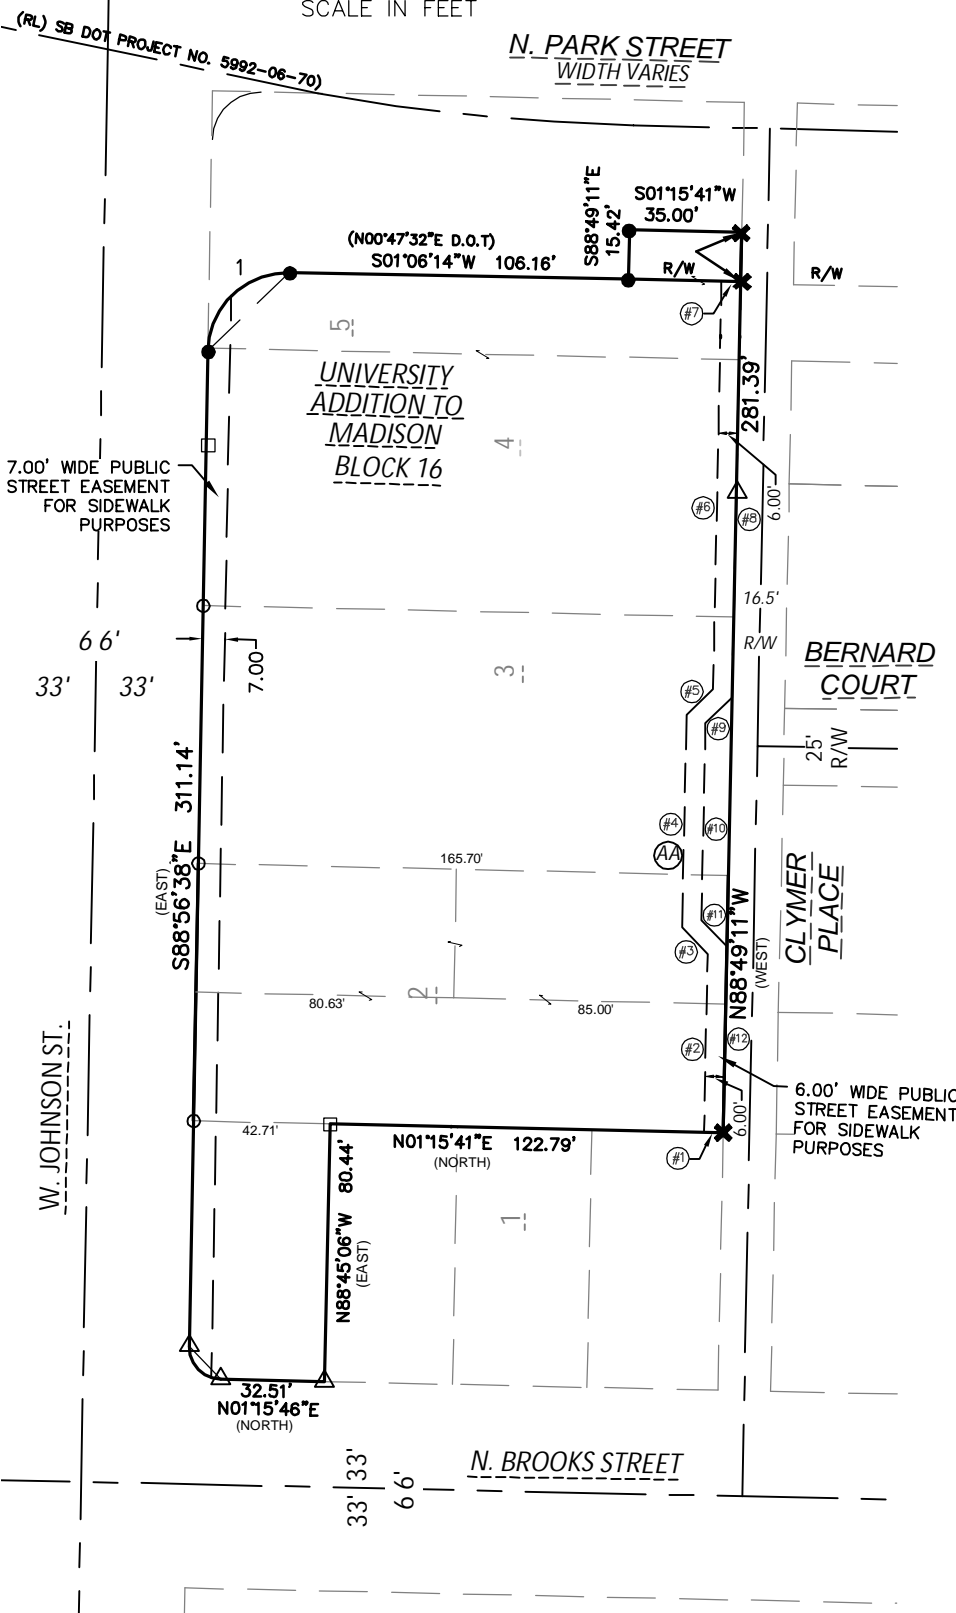 SCALE IN FEET
(RL) SB DOT PROJECT NO. 5992-06-70)
N. PARK STREET
WIDTH VARIES
S88°49'11"E
15.42'
S01°15'41"W
35.00'
(N00°47'32"E D.O.T)
S01°06'14"W 106.16'
R/W
R/W
1
#7
5
UNIVERSITY
ADDITION TO
MADISON
BLOCK 16
4
281.39'
7.00' WIDE PUBLIC
STREET EASEMENT
FOR SIDEWALK
PURPOSES
#6
#8
6.00'
16.5'
R/W
66'
33' 33'
7.00
3
#5
#9
BERNARD
COURT
25'
R/W
S88°56'38"E 311.14'
(EAST)
#4
#10
AA
165.70'
CLYMER
PLACE
#11
#3
N88°49'11"W
(WEST)
2
80.63'
85.00'
#2
#12
W. JOHNSON ST.
6.00'
6.00' WIDE PUBLIC
STREET EASEMENT
FOR SIDEWALK
PURPOSES
42.71'
N01°15'41"E 122.79'
(NORTH)
#1
N88°45'06"W 80.44'
(EAST)
1
32.51'
N01°15'46"E
(NORTH)
N. BROOKS STREET
33' 33'
66'